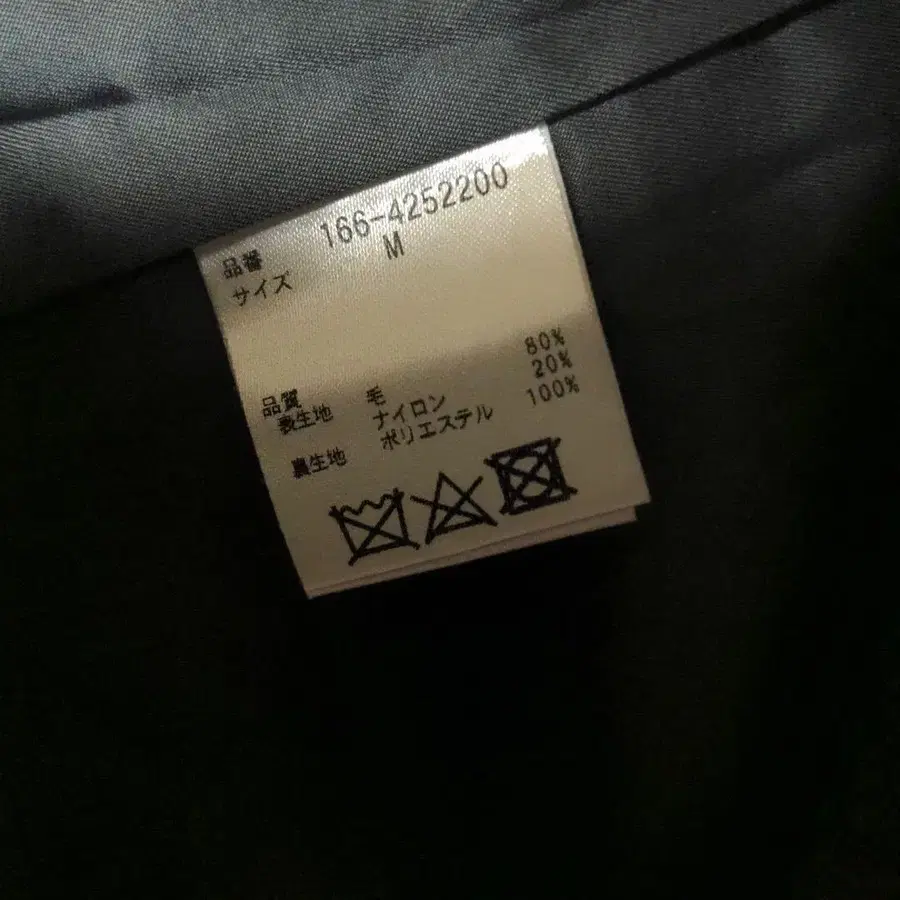 品番 166-4252200
サイズ M
品質
表生地 毛 80%
ナイロン 20%
裏生地 ポリエステル 100%